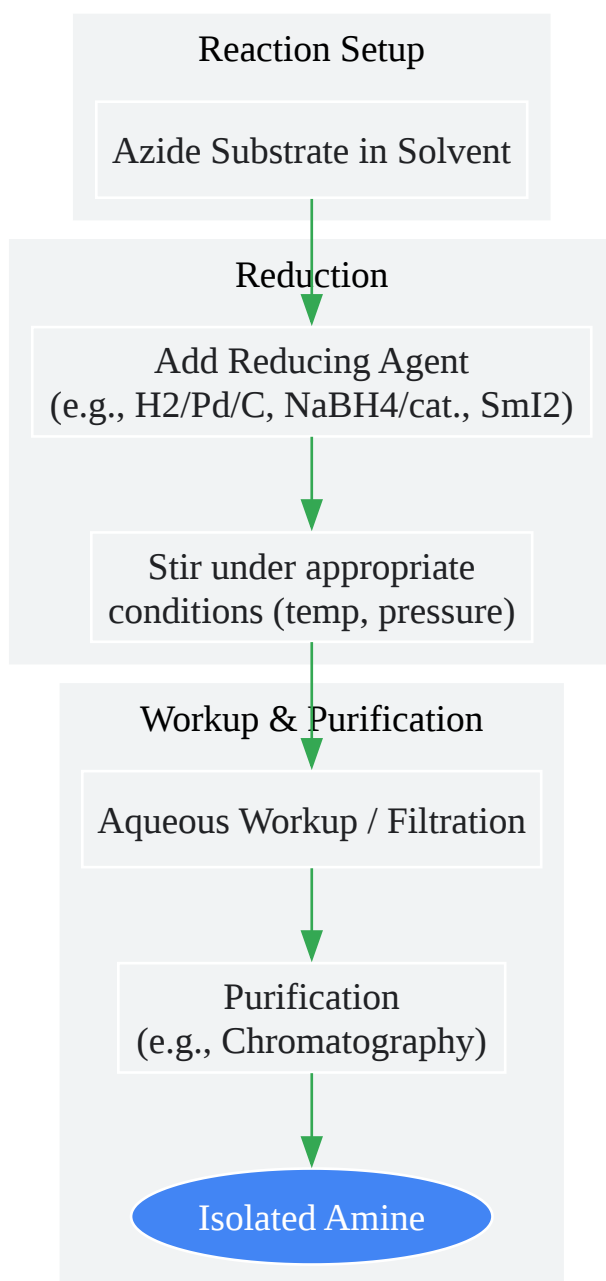 Reaction Setup
Azide Substrate in Solvent
Reduction
Add Reducing Agent
(e.g., H2/Pd/C, NaBH4/cat., SmI2)
Stir under appropriate
conditions (temp, pressure)
Workup & Purification
Aqueous Workup / Filtration
Purification
(e.g., Chromatography)
Isolated Amine